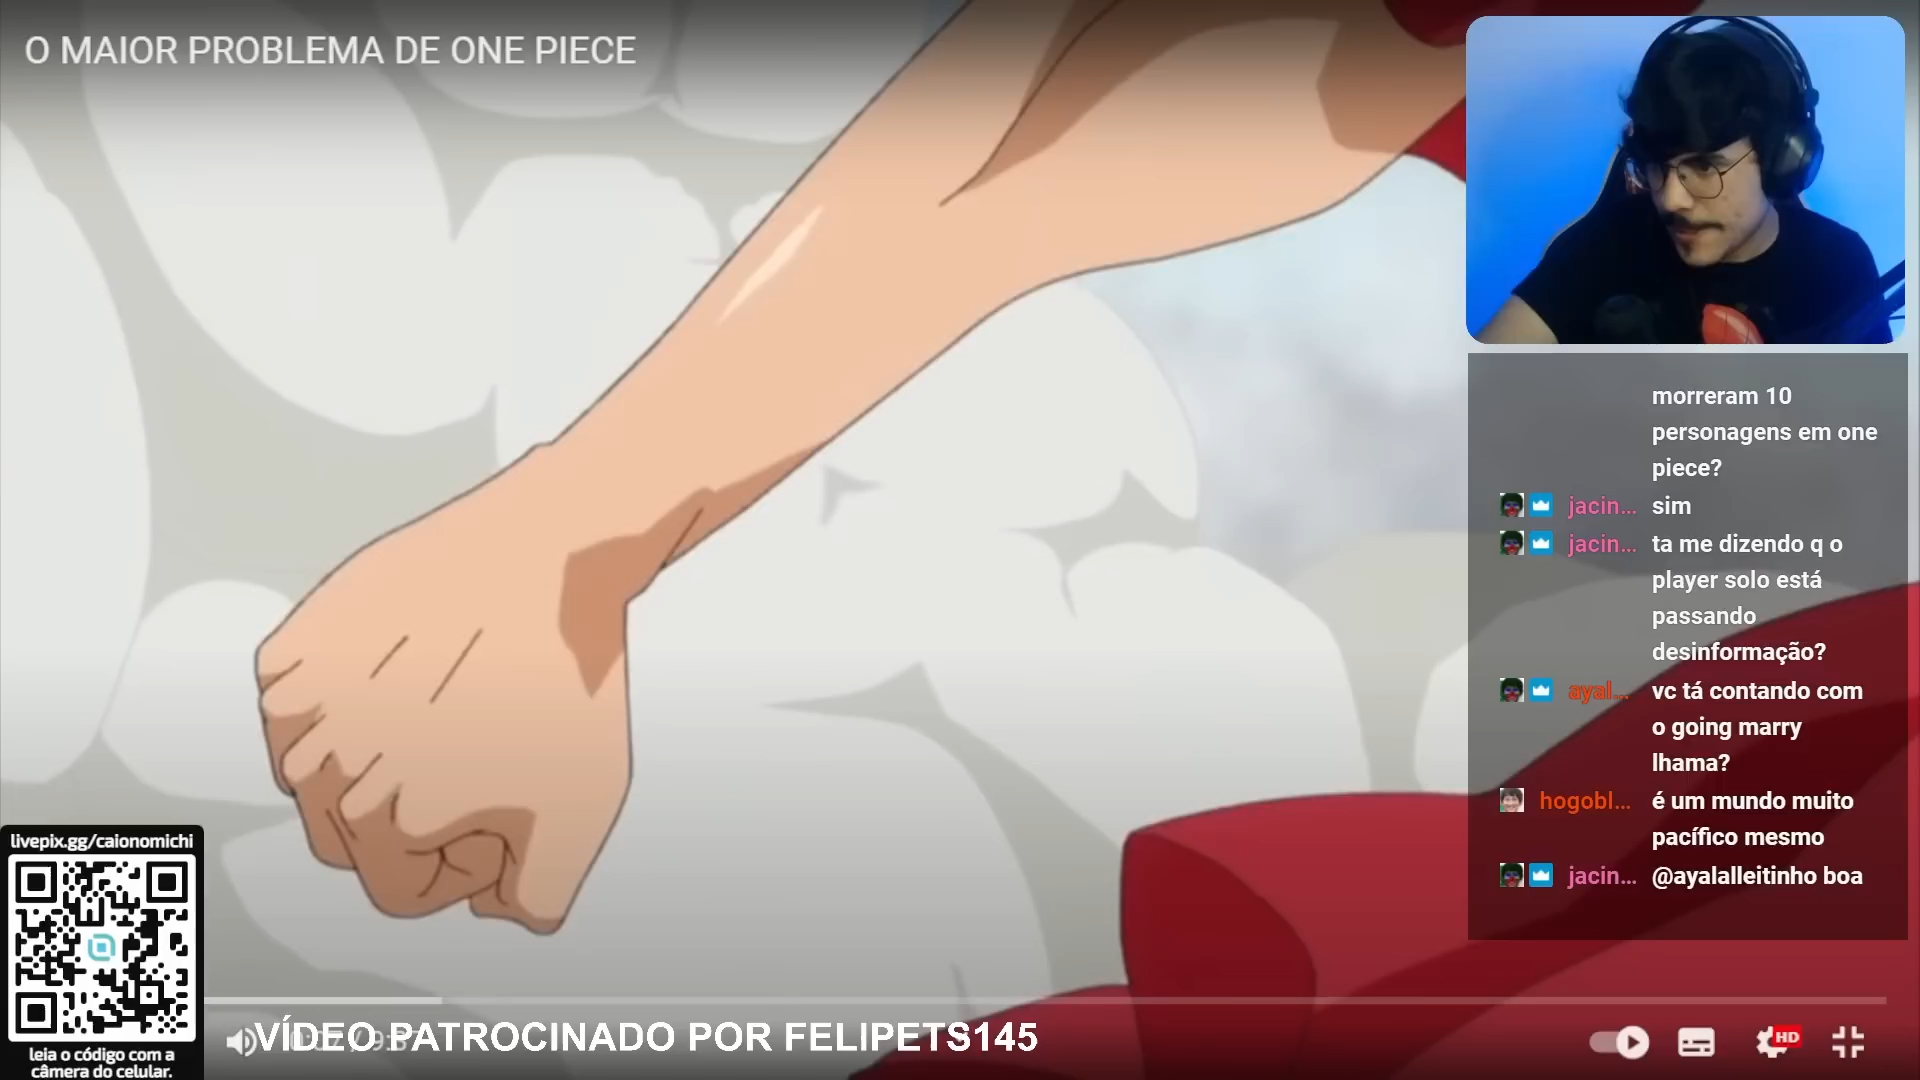 O MAIOR PROBLEMA DE ONE PIECE
morreram 10
personagens em one
piece?
jacin... sim
jacin... ta me dizendo q o
player solo está
passando
desinformação?
ayal... vc tá contando com
o going marry
lhama?
hogobl... é um mundo muito
pacífico mesmo
jacin... @ayalalleitinho boa
livepix.gg/caionomichi
leia o código com a
câmera do celular.
VÍDEO PATROCINADO POR FELIPETS145
HD